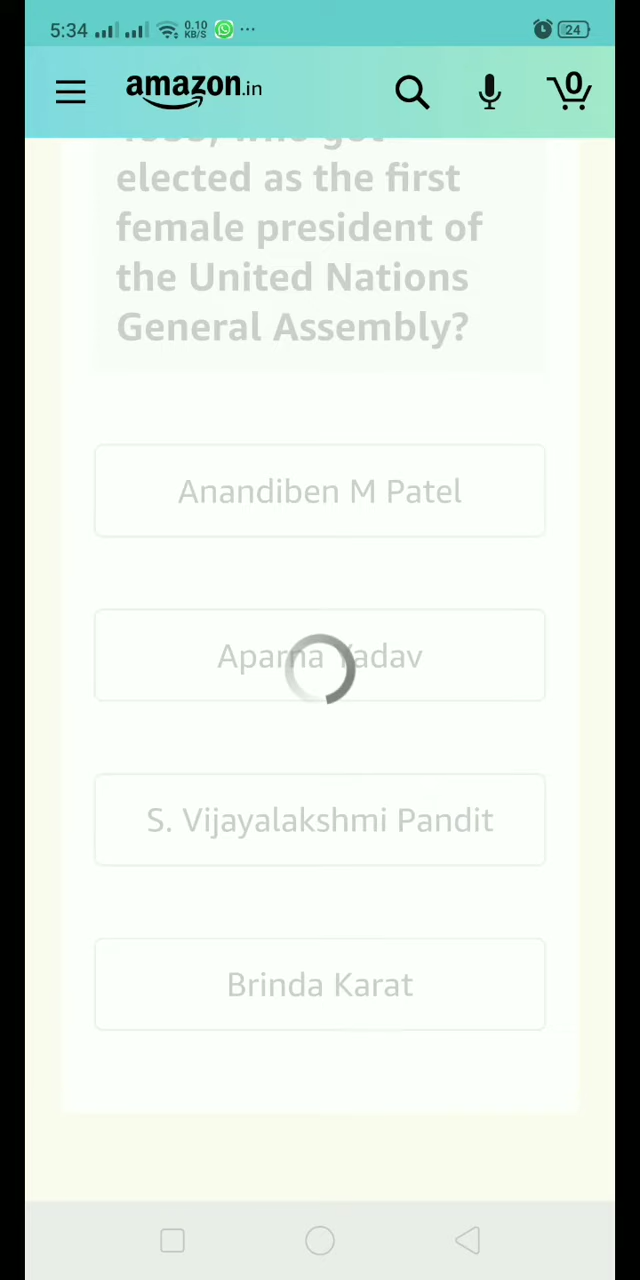 5:34 0.10 KB/S ... 24
amazon.in 0
elected as the first
female president of
the United Nations
General Assembly?
Anandiben M Patel
Aparna Yadav
S. Vijayalakshmi Pandit
Brinda Karat